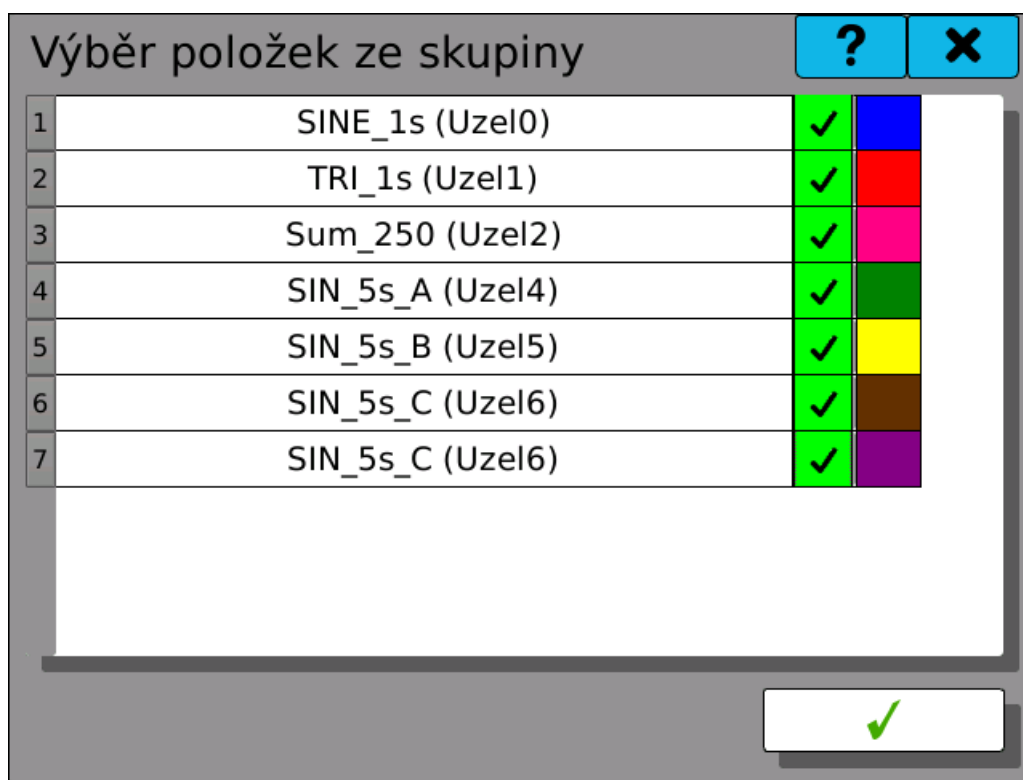 Výběr položek ze skupiny ?
1 SINE_1s (Uzel0)
2 TRI_1s (Uzel1)
3 Sum_250 (Uzel2)
4 SIN_5s_A (Uzel4)
5 SIN_5s_B (Uzel5)
6 SIN_5s_C (Uzel6)
7 SIN_5s_C (Uzel6)